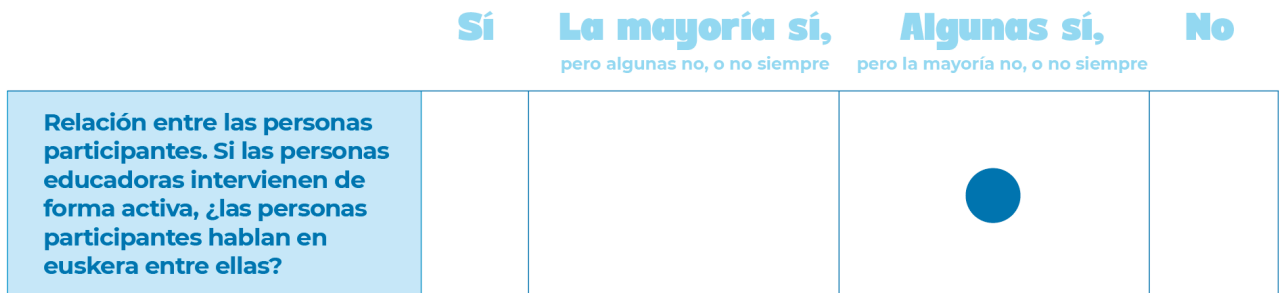 Sí
La mayoría sí,
pero algunas no, o no siempre
Algunas sí,
pero la mayoría no, o no siempre
No
Relación entre las personas
participantes. Si las personas
educadoras intervienen de
forma activa, ¿las personas
participantes hablan en
euskera entre ellas?